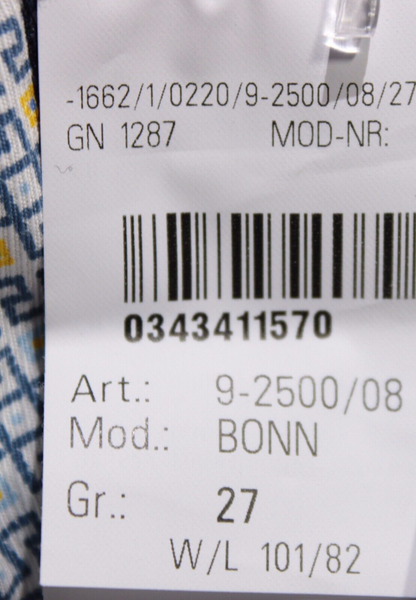 -1662/1/0220/9-2500/08/27
GN 1287 MOD-NR:
0343411570
Art.: 9-2500/08
Mod.: BONN
Gr.: 27
W/L 101/82